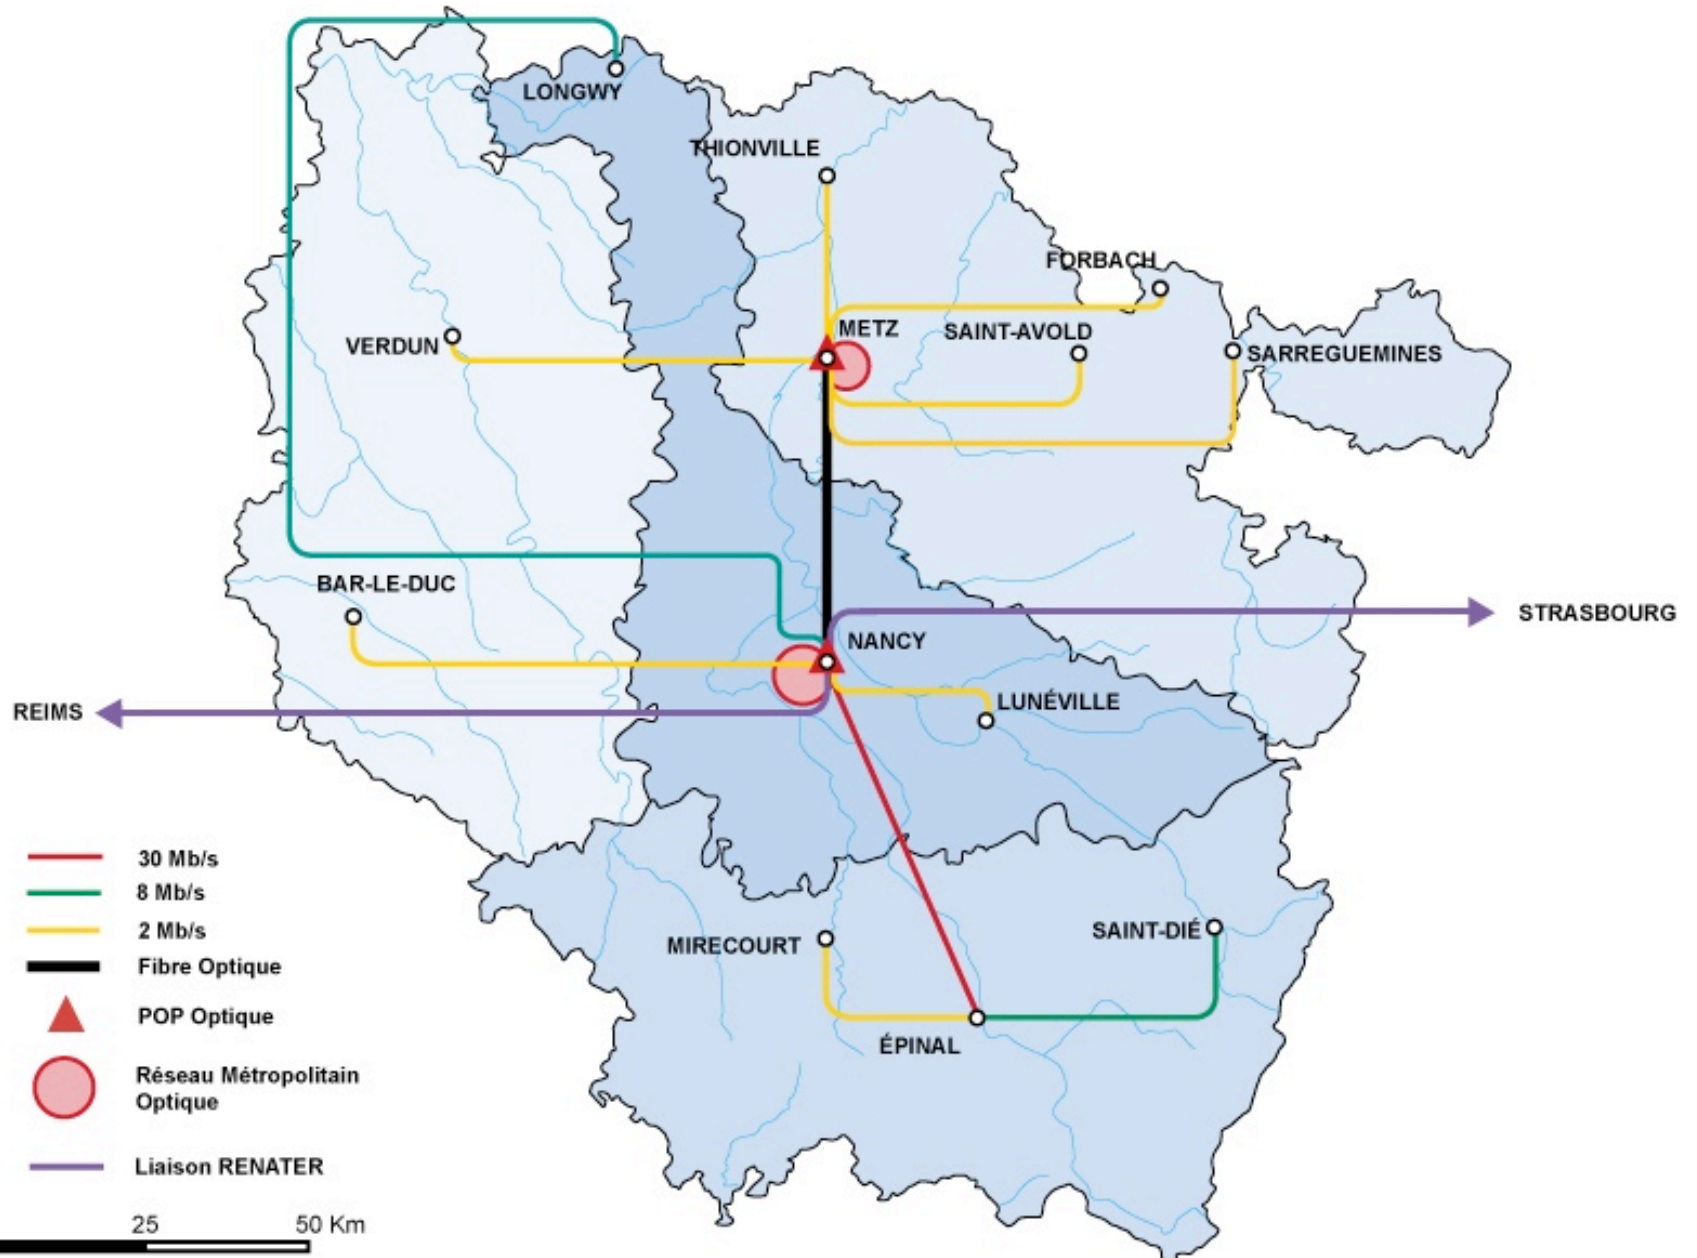 LONGWY
THIONVILLE
FORBACH
METZ
SAINT-AVOLD
VERDUN
SARREGUEMINES
BAR-LE-DUC
STRASBOURG
NANCY
REIMS
LUNÉVILLE
30 Mb/s
8 Mb/s
2 Mb/s
Fibre Optique
POP Optique
Réseau Métropolitain
Optique
Liaison RENATER
MIRECOURT
SAINT-DIÉ
ÉPINAL
25 50 Km